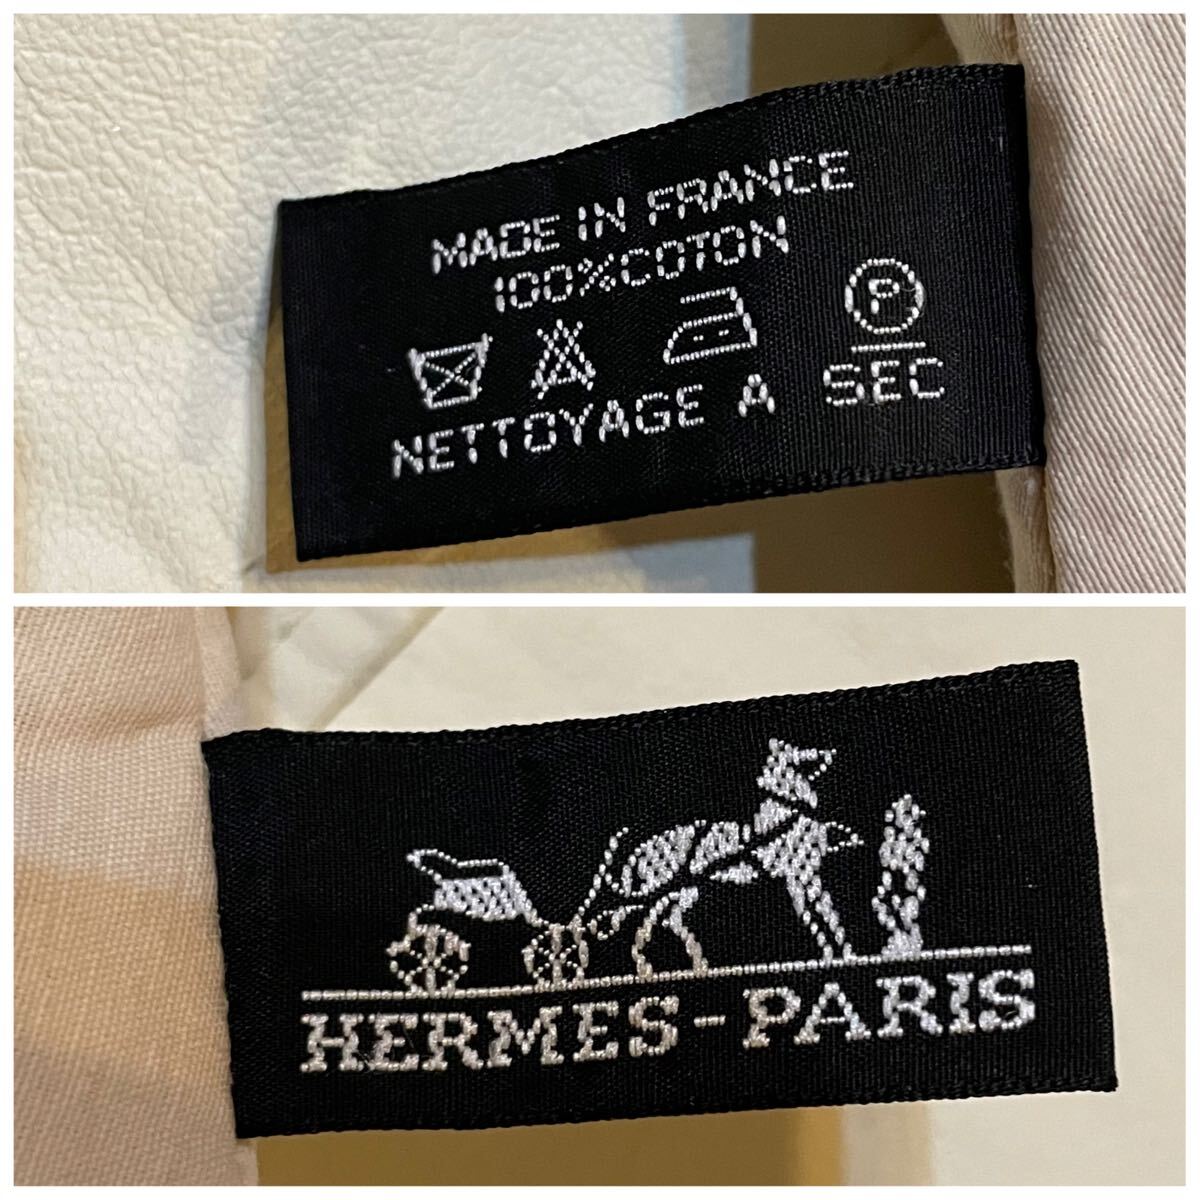 MADE IN FRANCE
100%COTON
P
NETTOYAGE A SEC
HERMES-PARIS